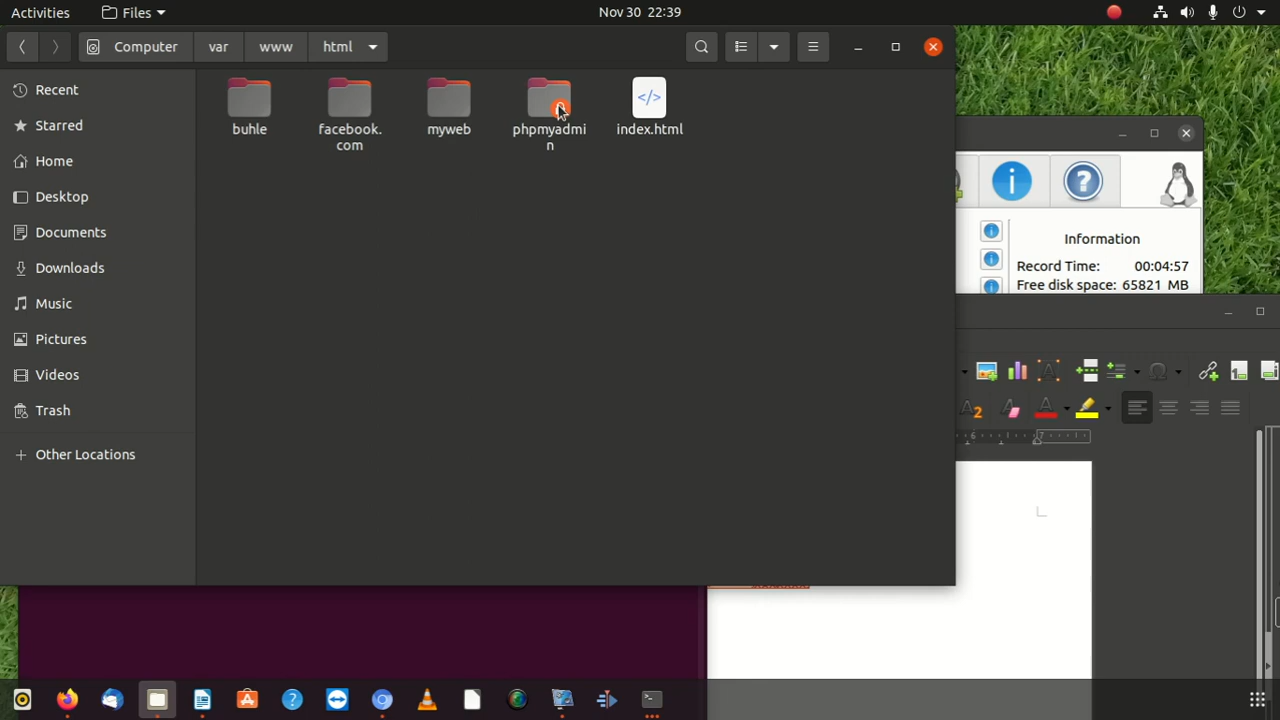 Activities
Files
Nov 30 22:39
Computer
var
www
html
Recent
Starred
Home
Desktop
Documents
Downloads
Music
Pictures
Videos
Trash
Other Locations
buhle
facebook.
com
myweb
phpmyadmi
n
index.html
Information
Record Time: 00:04:57
Free disk space: 65821 MB
6
7